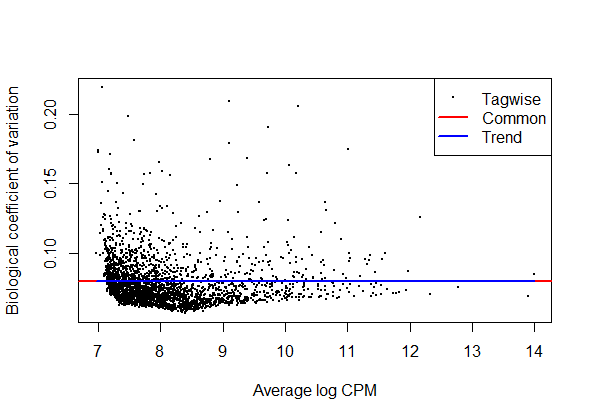 Tagwise
Common
Trend
Biological coefficient of variation
0.20
0.15
0.10
7 8 9 10 11 12 13 14
Average log CPM